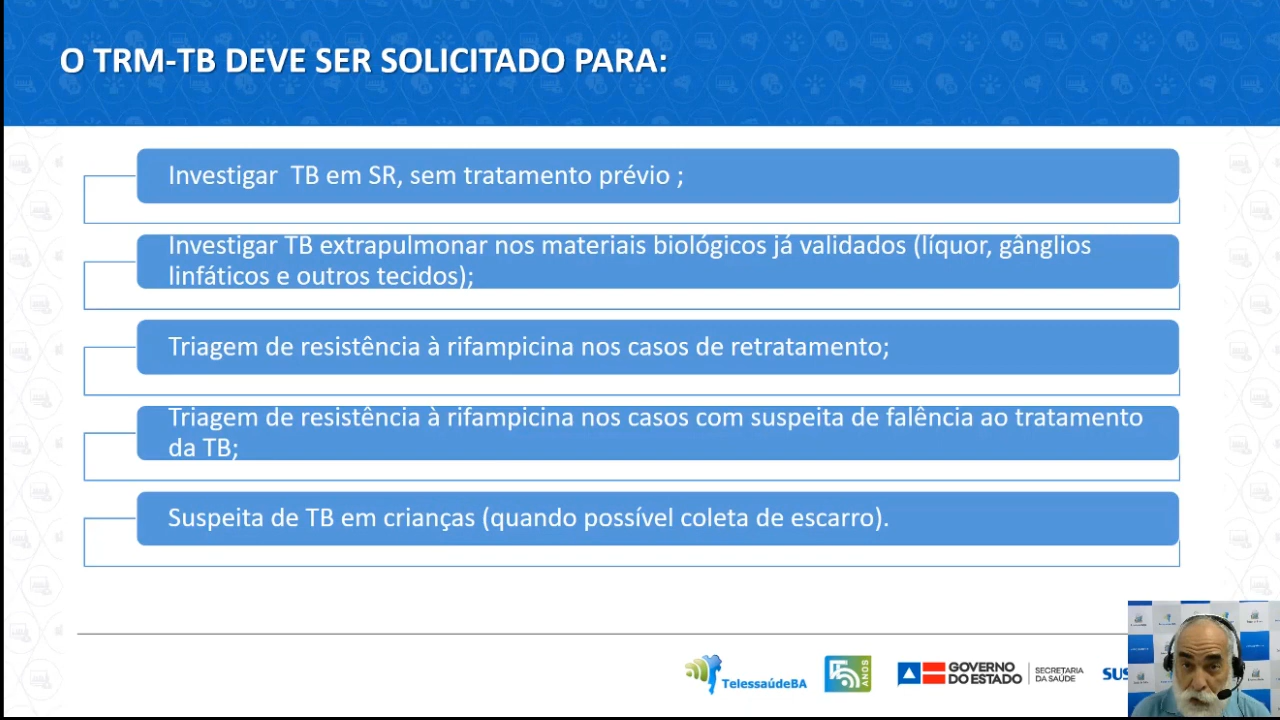 O TRM-TB DEVE SER SOLICITADO PARA:
Investigar TB em SR, sem tratamento prévio ;
Investigar TB extrapulmonar nos materiais biológicos já validados (líquor, gânglios
linfáticos e outros tecidos);
Triagem de resistência à rifampicina nos casos de retratamento;
Triagem de resistência à rifampicina nos casos com suspeita de falência ao tratamento
da TB;
Suspeita de TB em crianças (quando possível coleta de escarro).
TelessaúdeBA
15 ANOS
GOVERNO
DO ESTADO
SECRETARIA
DA SAÚDE
SUS